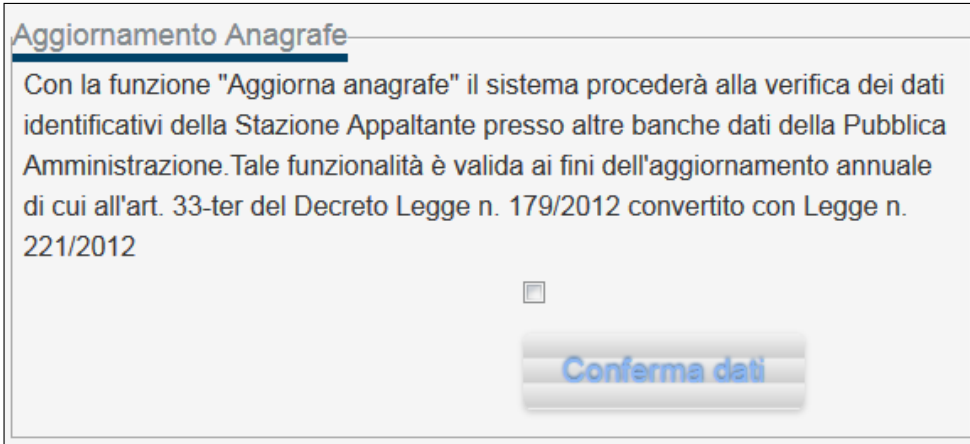 Aggiornamento Anagrafe
Con la funzione "Aggiorna anagrafe" il sistema procederà alla verifica dei dati
identificativi della Stazione Appaltante presso altre banche dati della Pubblica
Amministrazione.Tale funzionalità è valida ai fini dell'aggiornamento annuale
di cui all'art. 33-ter del Decreto Legge n. 179/2012 convertito con Legge n.
221/2012
Conferma dati